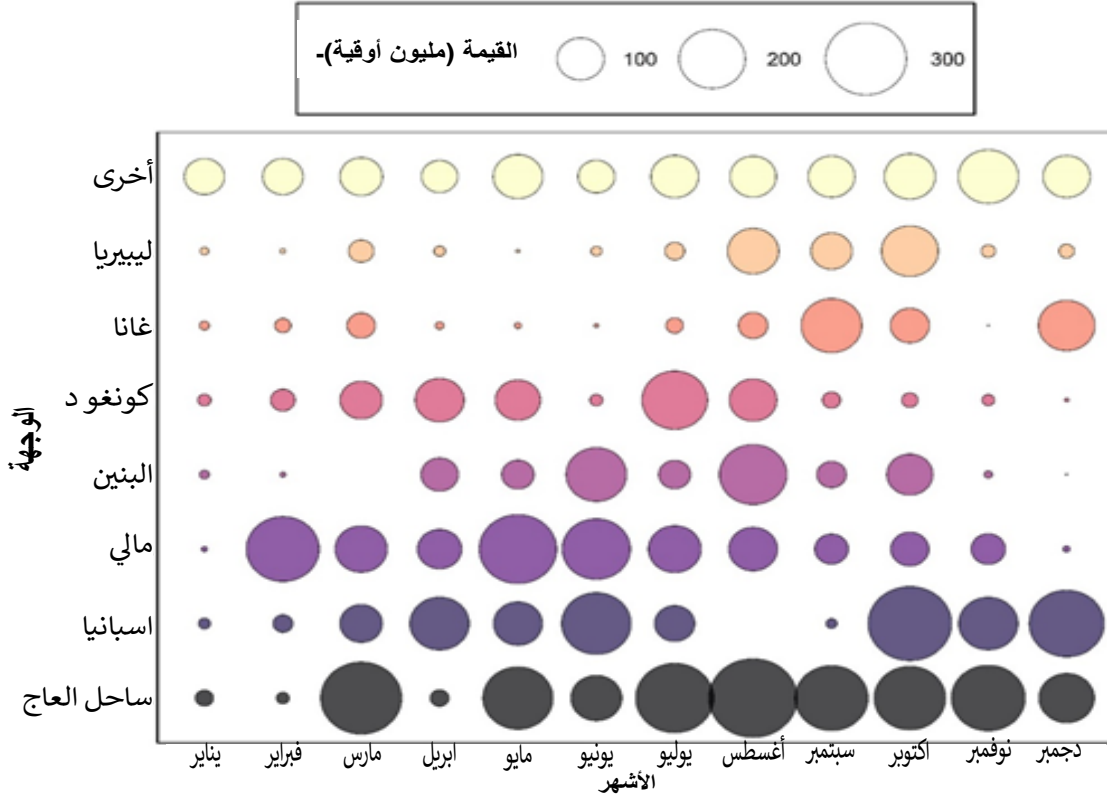 القيمة (مليون أوقية)-
100
200
300
أخرى
ليبيريا
غانا
كونغو د
البنين
مالي
اسبانيا
ساحل العاج
الوجهة
يناير
فبراير
مارس
ابريل
مايو
يونيو
يوليو
أغسطس
سبتمبر
اكتوبر
نوفمبر
دجمبر
الأشهر